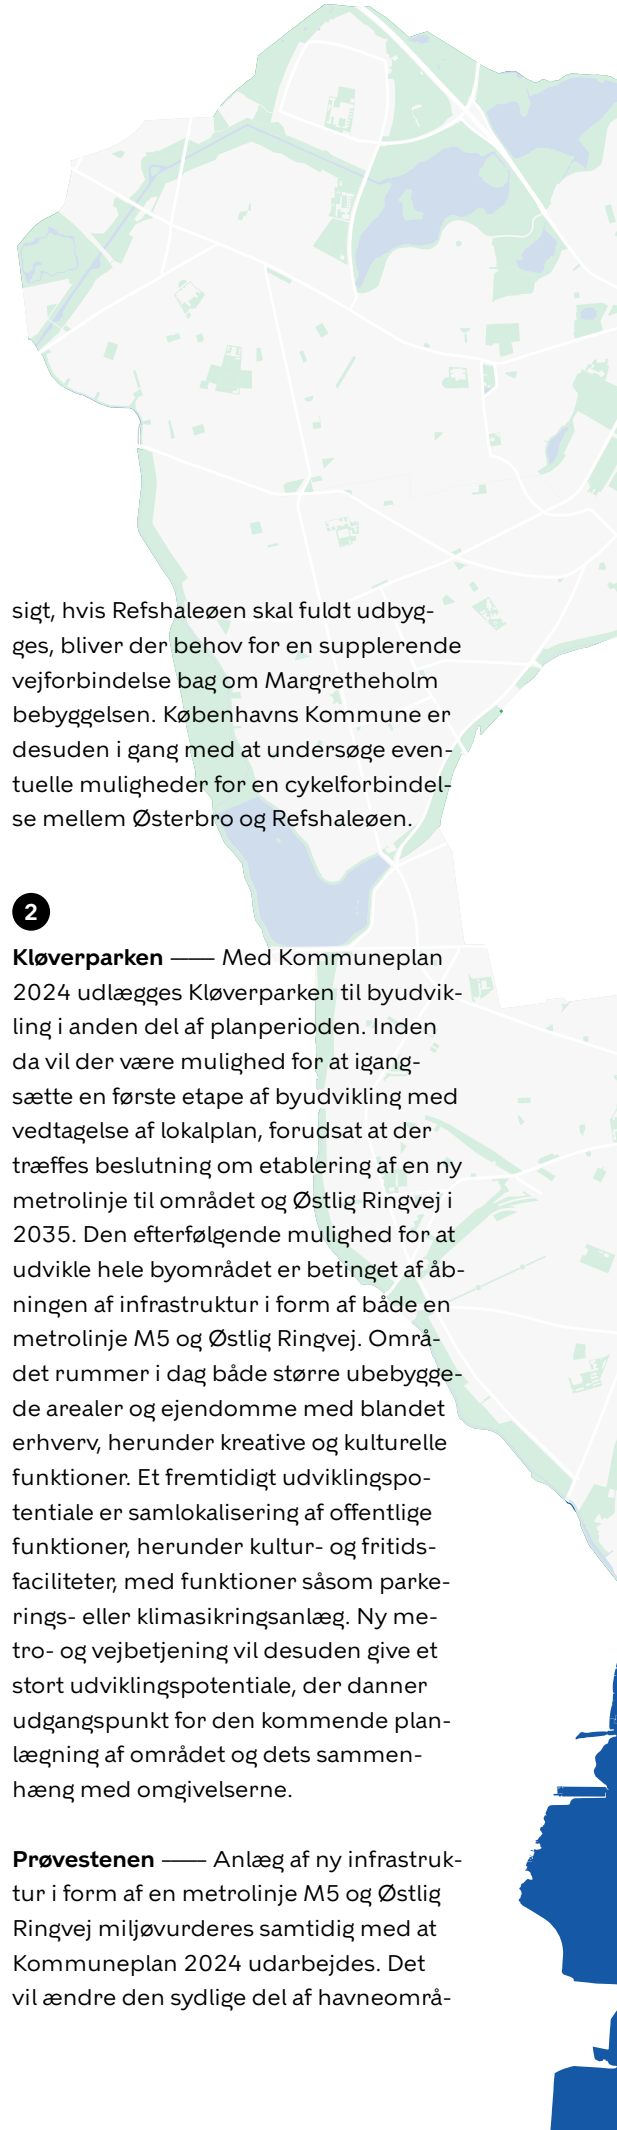 sigt, hvis Refshaleøen skal fuldt udbyg-
ges, bliver der behov for en supplerende
vejforbindelse bag om Margretheholm
bebyggelsen. Københavns Kommune er
desuden i gang med at undersøge even-
tuelle muligheder for en cykelforbindel-
se mellem Østerbro og Refshaleøen.
2
Kløverparken —— Med Kommuneplan
2024 udlægges Kløverparken til byudvik-
ling i anden del af planperioden. Inden
da vil der være mulighed for at igang-
sætte en første etape af byudvikling med
vedtagelse af lokalplan, forudsat at der
træffes beslutning om etablering af en ny
metrolinje til området og Østlig Ringvej i
2035. Den efterfølgende mulighed for at
udvikle hele byområdet er betinget af åb-
ningen af infrastruktur i form af både en
metrolinje M5 og Østlig Ringvej. Områ-
det rummer i dag både større ubebygge-
de arealer og ejendomme med blandet
erhverv, herunder kreative og kulturelle
funktioner. Et fremtidigt udviklingspo-
tentiale er samlokalisering af offentlige
funktioner, herunder kultur- og fritids-
faciliteter, med funktioner såsom parke-
rings- eller klimasikringsanlæg. Ny me-
tro- og vejbetjening vil desuden give et
stort udviklingspotentiale, der danner
udgangspunkt for den kommende plan-
lægning af området og dets sammen-
hæng med omgivelserne.
Prøvestenen —— Anlæg af ny infrastruk-
tur i form af en metrolinje M5 og Østlig
Ringvej miljøvurderes samtidig med at
Kommuneplan 2024 udarbejdes. Det
vil ændre den sydlige del af havneområ-